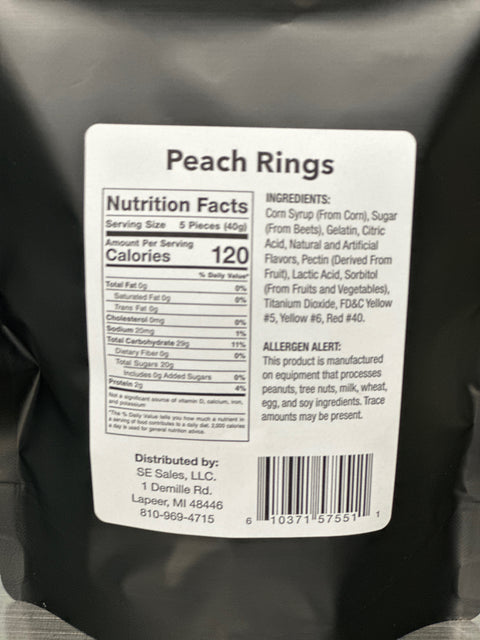 Peach Rings
Nutrition Facts
Serving Size 5 Pieces (40g)
Amount Per Serving
Calories 120
% Daily Value*
Total Fat 0g 0%
Saturated Fat 0g 0%
Trans Fat 0g
Cholesterol 0mg 0%
Sodium 20mg 1%
Total Carbohydrate 29g 11%
Dietary Fiber 0g 0%
Total Sugars 20g
Includes 0g Added Sugars 0%
Protein 2g 4%
Not a significant source of vitamin D, calcium, iron,
and potassium
*The % Daily Value tells you how much a nutrient in
a serving of food contributes to a daily diet. 2,000 calories
a day is used for general nutrition advice.
INGREDIENTS:
Corn Syrup (From Corn), Sugar
(From Beets), Gelatin, Citric
Acid, Natural and Artificial
Flavors, Pectin (Derived From
Fruit), Lactic Acid, Sorbitol
(From Fruits and Vegetables),
Titanium Dioxide, FD&C Yellow
#5, Yellow #6, Red #40.
ALLERGEN ALERT:
This product is manufactured
on equipment that processes
peanuts, tree nuts, milk, wheat,
egg, and soy ingredients. Trace
amounts may be present.
Distributed by:
SE Sales, LLC.
1 Demille Rd.
Lapeer, MI 48446
810-969-4715
6 10371 57551 1